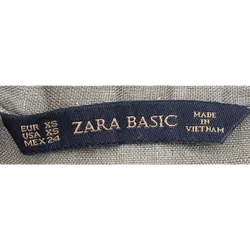 EUR XS
USA XS
MEX 24
ZARA BASIC
MADE IN
VIETNAM